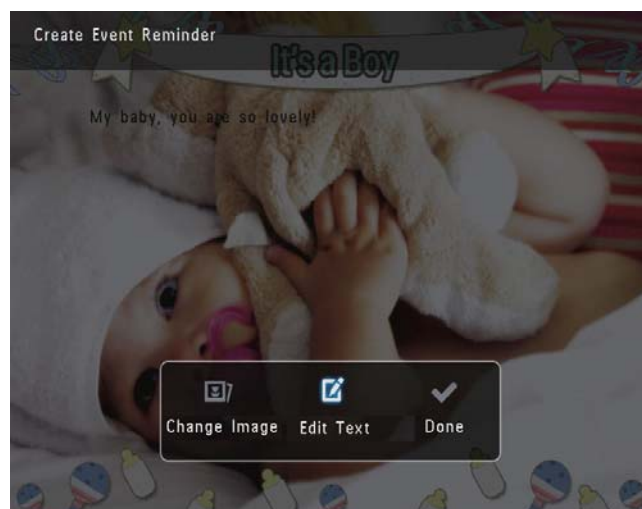 Create Event Reminder
It's a Boy
My baby, you are so lovely!
Change Image
Edit Text
Done